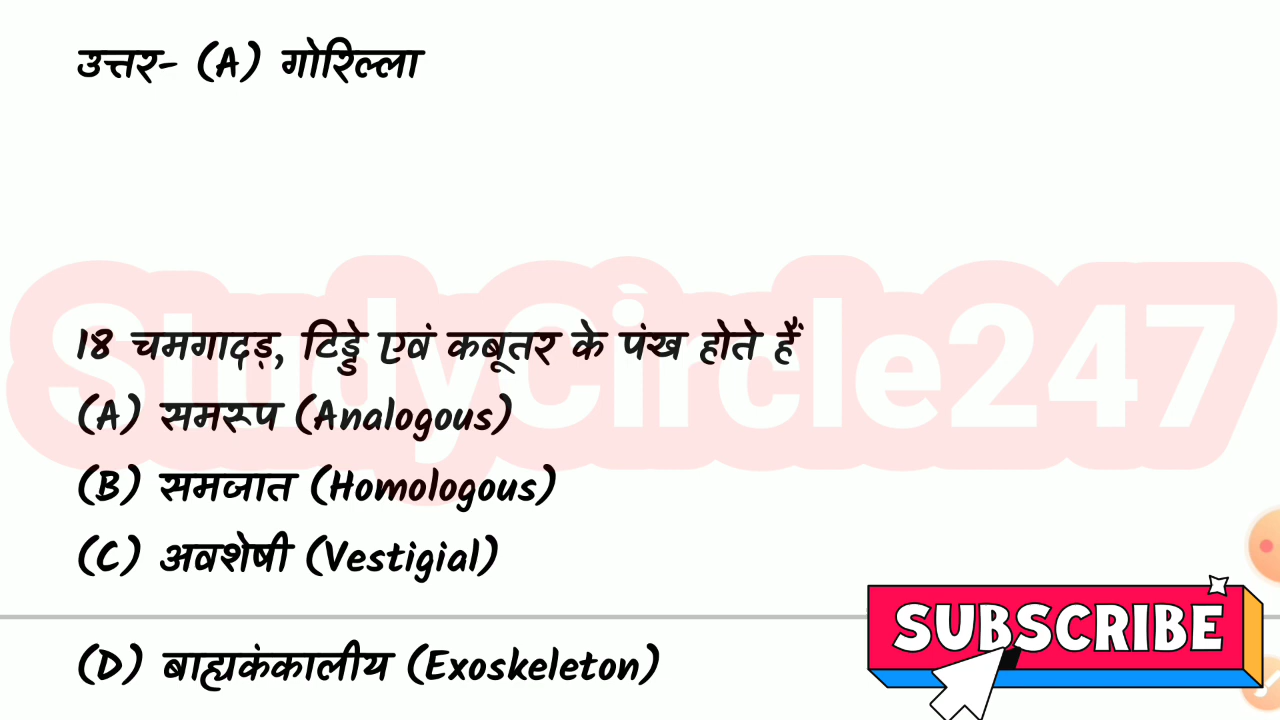 उत्तर- (A) गोरिल्ला
StudyCircle247
18 चमगादड़, टिड्डे एवं कबूतर के पंख होते हैं
(A) समरूप (Analogous)
(B) समजात (Homologous)
(C) अवशेषी (Vestigial)
SUBSCRIBE
(D) बाह्यकंकालीय (Exoskeleton)